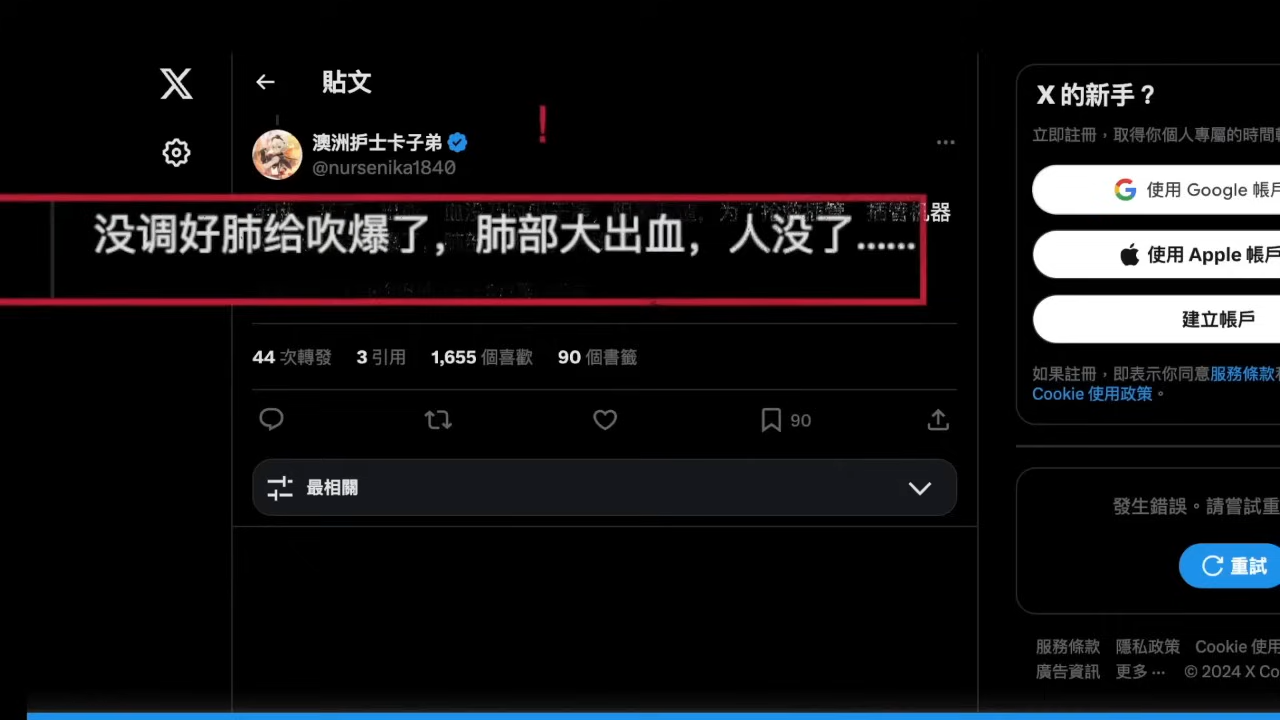 X
貼文
!
澳洲护士卡子弟
@nursenika1840
器
没调好肺给吹爆了，肺部大出血，人没了......
44 次轉發 3 引用 1,655 個喜歡 90 個書籤
90
最相關
X 的新手？
立即註冊，取得你個人專屬的時間
使用 Google 帳戶
使用 Apple 帳戶
建立帳戶
如果註冊，即表示你同意服務條款
Cookie 使用政策。
發生錯誤。請嘗試重
重試
服務條款 隱私政策 Cookie 使用
廣告資訊 更多 ··· © 2024 X Co